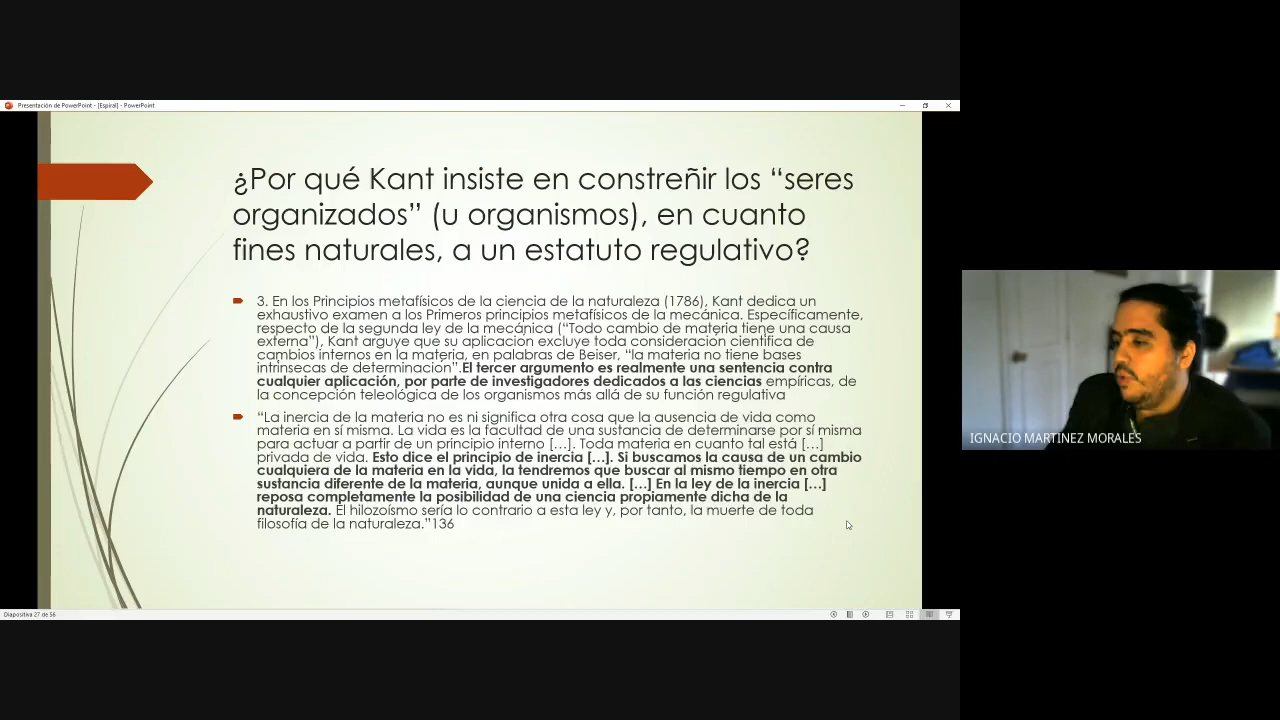 Presentación de PowerPoint - [Espiral] - PowerPoint
¿Por qué Kant insiste en constreñir los “seres
organizados” (u organismos), en cuanto
fines naturales, a un estatuto regulativo?
3. En los Principios metafísicos de la ciencia de la naturaleza (1786), Kant dedica un
exhaustivo examen a los Primeros principios metafísicos de la mecánica. Específicamente,
respecto de la segunda ley de la mecánica (“Todo cambio de materia tiene una causa
externa”), Kant arguye que su aplicación excluye toda consideración científica de
cambios internos en la materia, en palabras de Beiser, “la materia no tiene bases
intrínsecas de determinación”.El tercer argumento es realmente una sentencia contra
cualquier aplicación, por parte de investigadores dedicados a las ciencias empíricas, de
la concepción teleológica de los organismos más allá de su función regulativa
“La inercia de la materia no es ni significa otra cosa que la ausencia de vida como
materia en sí misma. La vida es la facultad de una sustancia de determinarse por sí misma
para actuar a partir de un principio interno […]. Toda materia en cuanto tal está […]
privada de vida. Esto dice el principio de inercia […]. Si buscamos la causa de un cambio
cualquiera de la materia en la vida, la tendremos que buscar al mismo tiempo en otra
sustancia diferente de la materia, aunque unida a ella. […] En la ley de la inercia […]
reposa completamente la posibilidad de una ciencia propiamente dicha de la
naturaleza. El hilozoísmo sería lo contrario a esta ley y, por tanto, la muerte de toda
filosofía de la naturaleza.”136
IGNACIO MARTINEZ MORALES
Diapositiva 27 de 56